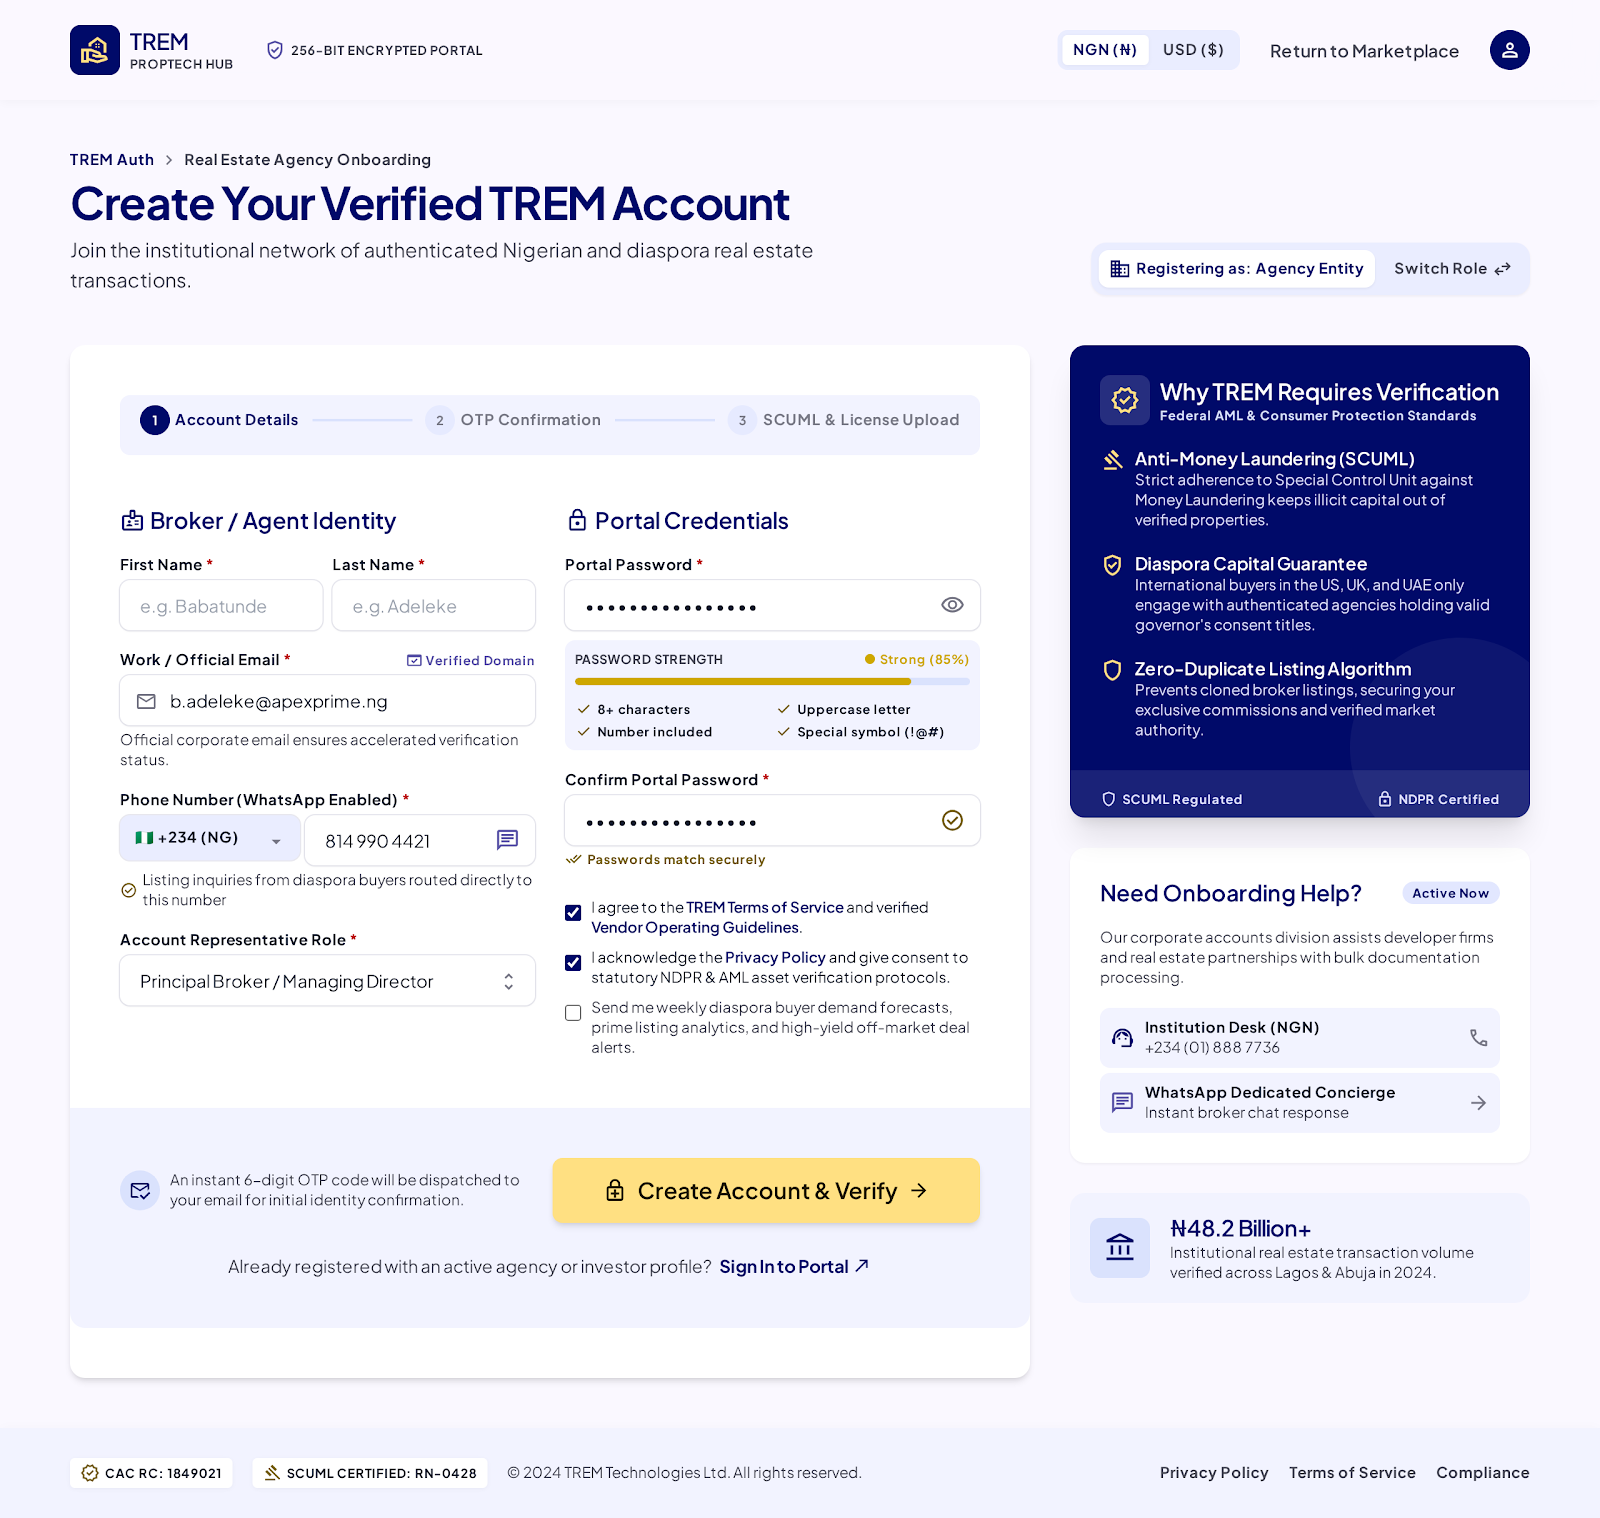 TREM
PROPTECH HUB
256-BIT ENCRYPTED PORTAL
NGN (₦)
USD ($)
Return to Marketplace
TREM Auth
Real Estate Agency Onboarding
Create Your Verified TREM Account
Join the institutional network of authenticated Nigerian and diaspora real estate
transactions.
Registering as: Agency Entity
Switch Role
1 Account Details
2 OTP Confirmation
3 SCUML & License Upload
Broker / Agent Identity
First Name *
Last Name *
e.g. Babatunde
e.g. Adeleke
Work / Official Email *
Verified Domain
b.adeleke@apexprime.ng
Official corporate email ensures accelerated verification
status.
Phone Number (WhatsApp Enabled) *
🇳🇬 +234 (NG)
814 990 4421
Listing inquiries from diaspora buyers routed directly to
this number
Account Representative Role *
Principal Broker / Managing Director
Portal Credentials
Portal Password *
••••••••••••••••
PASSWORD STRENGTH
Strong (85%)
8+ characters
Uppercase letter
Number included
Special symbol (!@#)
Confirm Portal Password *
••••••••••••••••
Passwords match securely
I agree to the TREM Terms of Service and verified
Vendor Operating Guidelines.
I acknowledge the Privacy Policy and give consent to
statutory NDPR & AML asset verification protocols.
Send me weekly diaspora buyer demand forecasts,
prime listing analytics, and high-yield off-market deal
alerts.
An instant 6-digit OTP code will be dispatched to
your email for initial identity confirmation.
Create Account & Verify
Already registered with an active agency or investor profile? Sign In to Portal
Why TREM Requires Verification
Federal AML & Consumer Protection Standards
Anti-Money Laundering (SCUML)
Strict adherence to Special Control Unit against
Money Laundering keeps illicit capital out of
verified properties.
Diaspora Capital Guarantee
International buyers in the US, UK, and UAE only
engage with authenticated agencies holding valid
governor's consent titles.
Zero-Duplicate Listing Algorithm
Prevents cloned broker listings, securing your
exclusive commissions and verified market
authority.
SCUML Regulated
NDPR Certified
Need Onboarding Help?
Active Now
Our corporate accounts division assists developer firms
and real estate partnerships with bulk documentation
processing.
Institution Desk (NGN)
+234 (01) 888 7736
WhatsApp Dedicated Concierge
Instant broker chat response
₦48.2 Billion+
Institutional real estate transaction volume
verified across Lagos & Abuja in 2024.
CAC RC: 1849021
SCUML CERTIFIED: RN-0428
© 2024 TREM Technologies Ltd. All rights reserved.
Privacy Policy
Terms of Service
Compliance